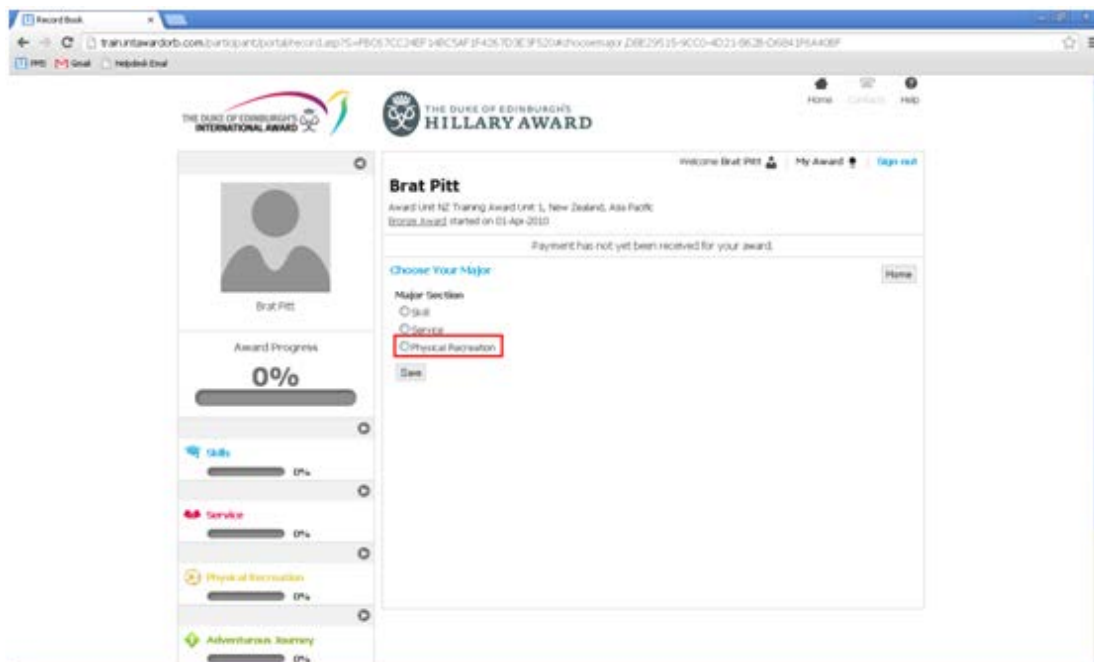 Record Book
PMS Gmail Helpdesk Email
Home Contacts Help
THE DUKE OF EDINBURGH'S
INTERNATIONAL AWARD
THE DUKE OF EDINBURGH'S
HILLARY AWARD
Welcome Brat Pitt My Award Sign out
Brat Pitt
Award Unit NZ Training Award Unit 1, New Zealand, Asia Pacific
Bronze Award started on 01-Apr-2010
Payment has not yet been received for your award.
Choose Your Major
Home
Major Section
Skill
Service
Physical Recreation
Save
Brat Pitt
Award Progress
0%
Skills
0%
Service
0%
Physical Recreation
0%
Adventurous Journey
0%